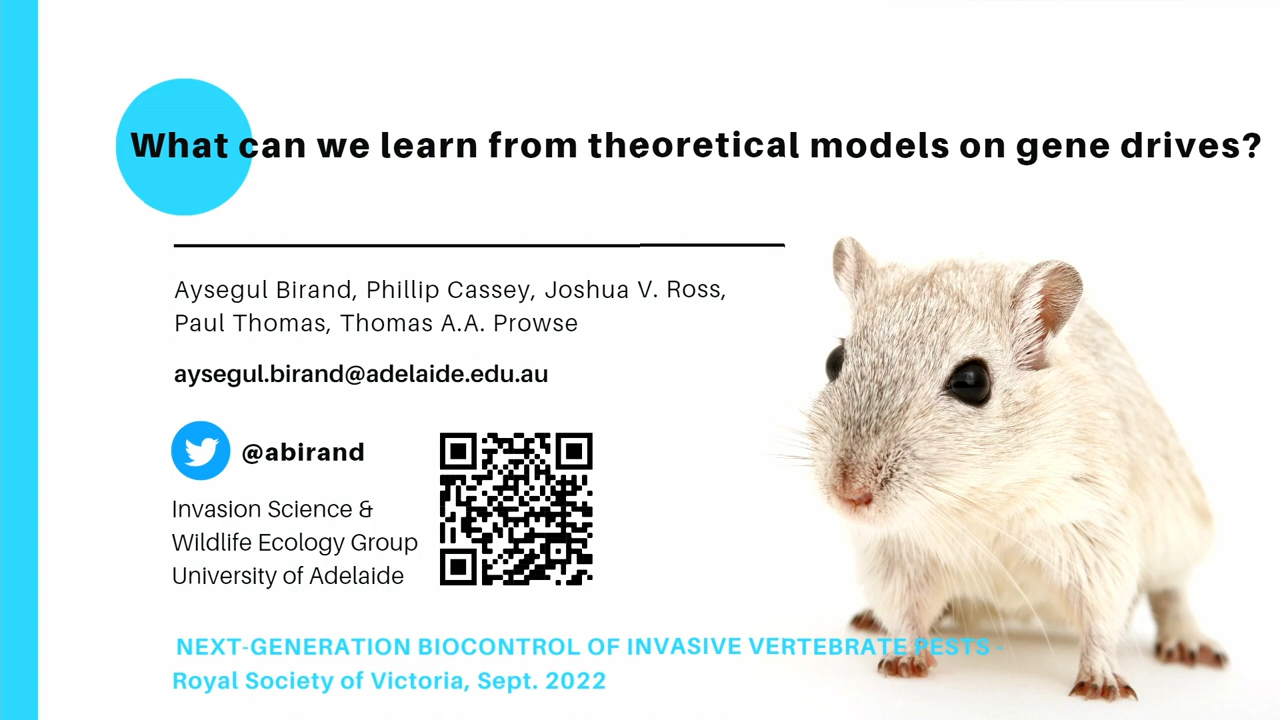 What can we learn from theoretical models on gene drives?
Aysegul Birand, Phillip Cassey, Joshua V. Ross,
Paul Thomas, Thomas A.A. Prowse
aysegul.birand@adelaide.edu.au
@abirand
Invasion Science &
Wildlife Ecology Group
University of Adelaide
NEXT-GENERATION BIOCONTROL OF INVASIVE VERTEBRATE PESTS -
Royal Society of Victoria, Sept. 2022